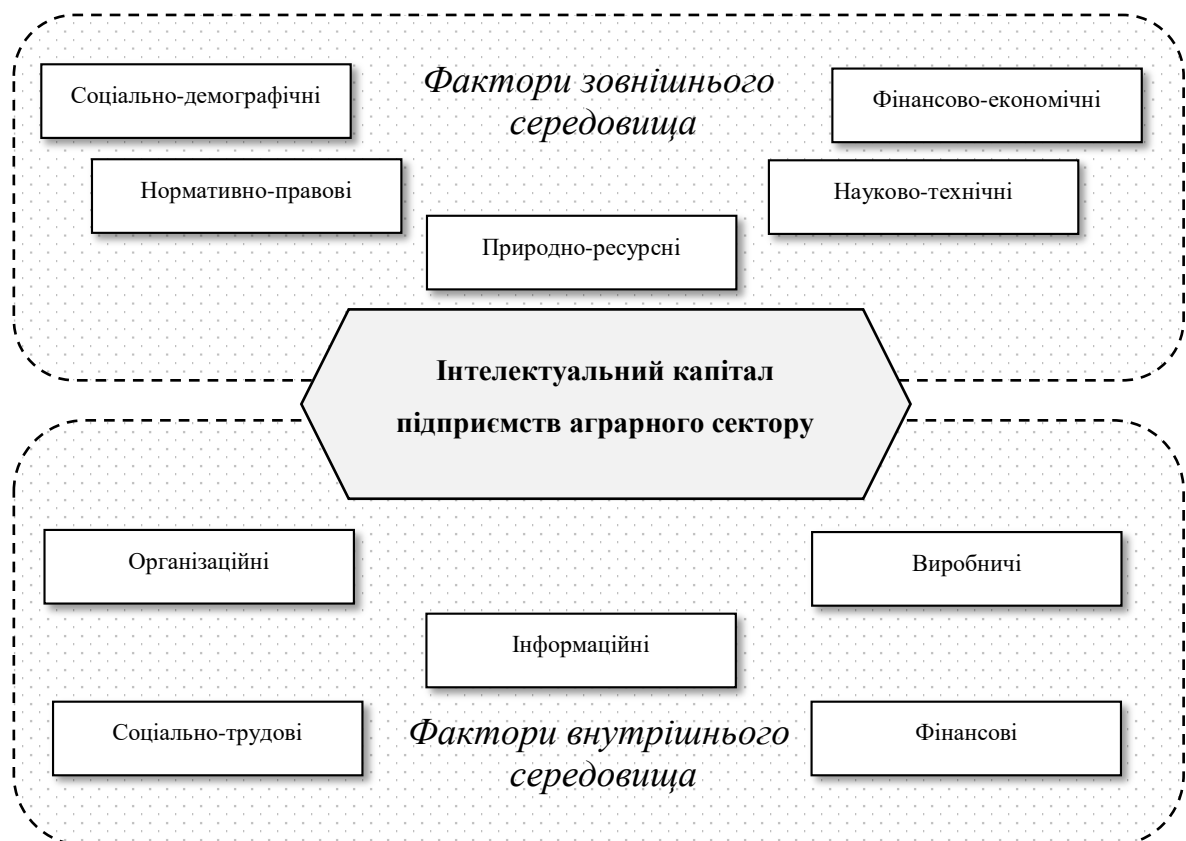 Фактори зовнішнього
середовища
Соціально-демографічні
Фінансово-економічні
Нормативно-правові
Науково-технічні
Природно-ресурсні
Інтелектуальний капітал
підприємств аграрного сектору
Організаційні
Виробничі
Інформаційні
Соціально-трудові
Фінансові
Фактори внутрішнього
середовища